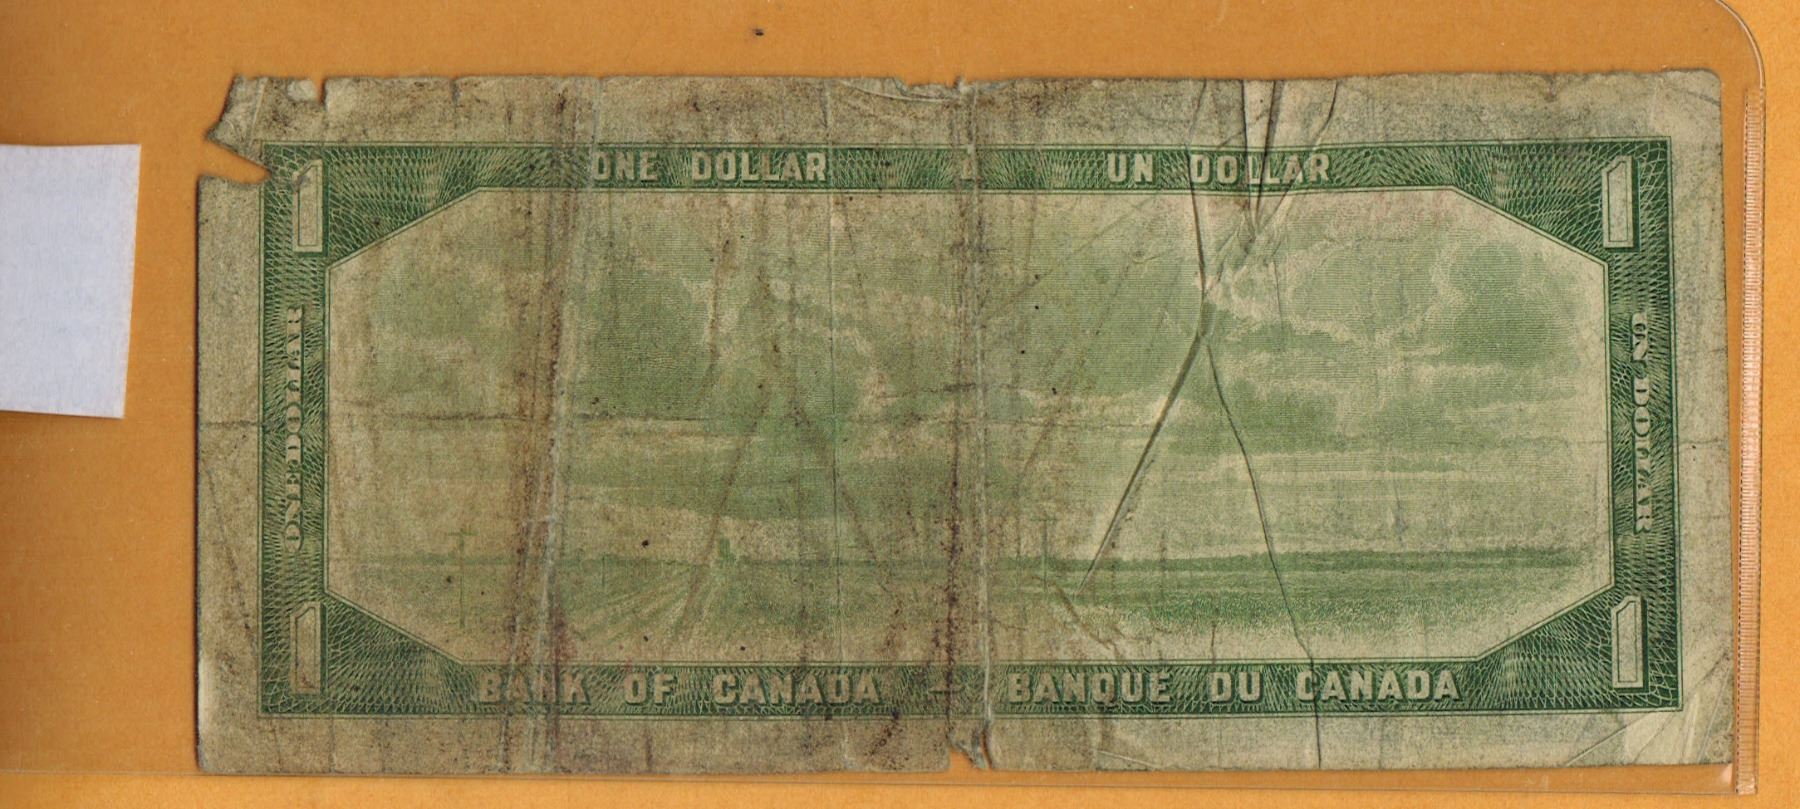 1 ONE DOLLAR - UN DOLLAR 1
ONE DOLLAR
UN DOLLAR
1 BANK OF CANADA - BANQUE DU CANADA 1